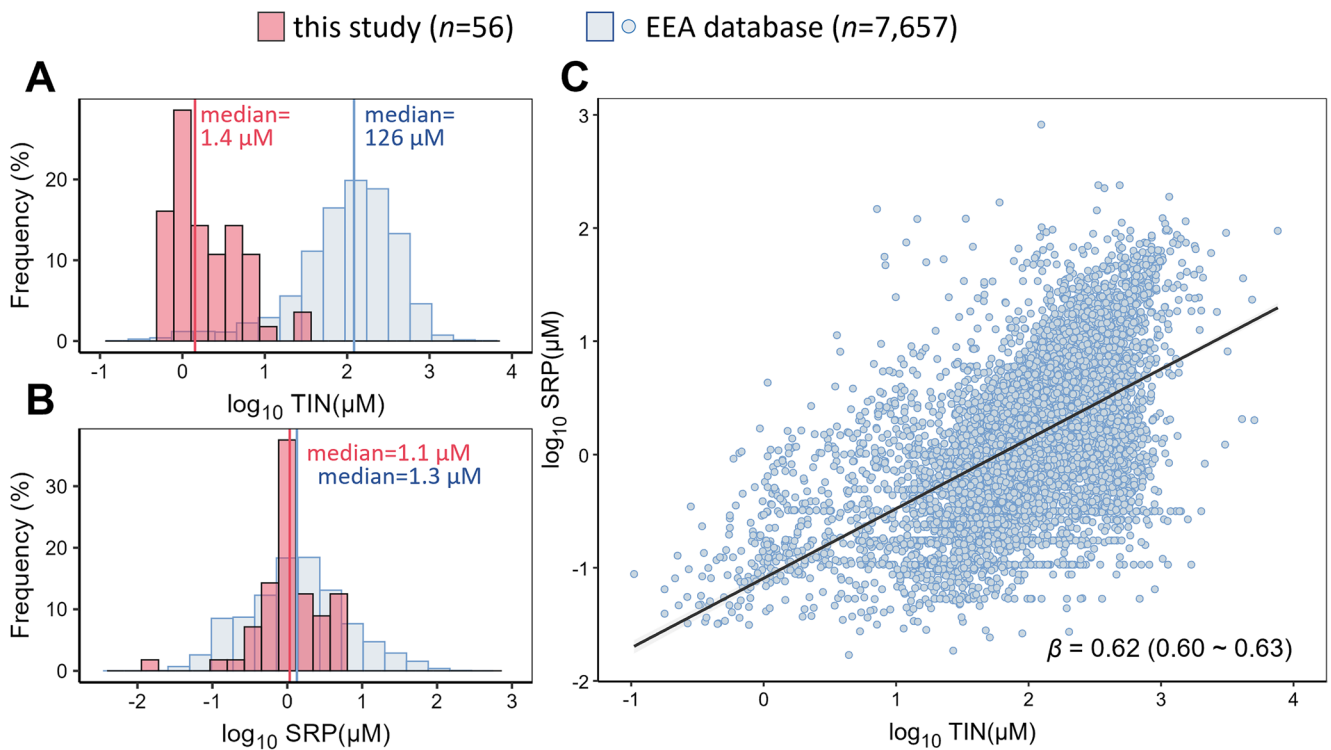 this study (n=56)
EEA database (n=7,657)
A
median=
1.4 µM
median=
126 µM
Frequency (%)
20
10
0
-1 0 1 2 3 4
log10 TIN(µM)
B
median=1.1 µM
median=1.3 µM
Frequency (%)
30
20
10
0
-2 -1 0 1 2 3
log10 SRP(µM)
C
log10 SRP(µM)
3
2
1
0
-1
-2
β = 0.62 (0.60 ~ 0.63)
-1 0 1 2 3 4
log10 TIN(µM)